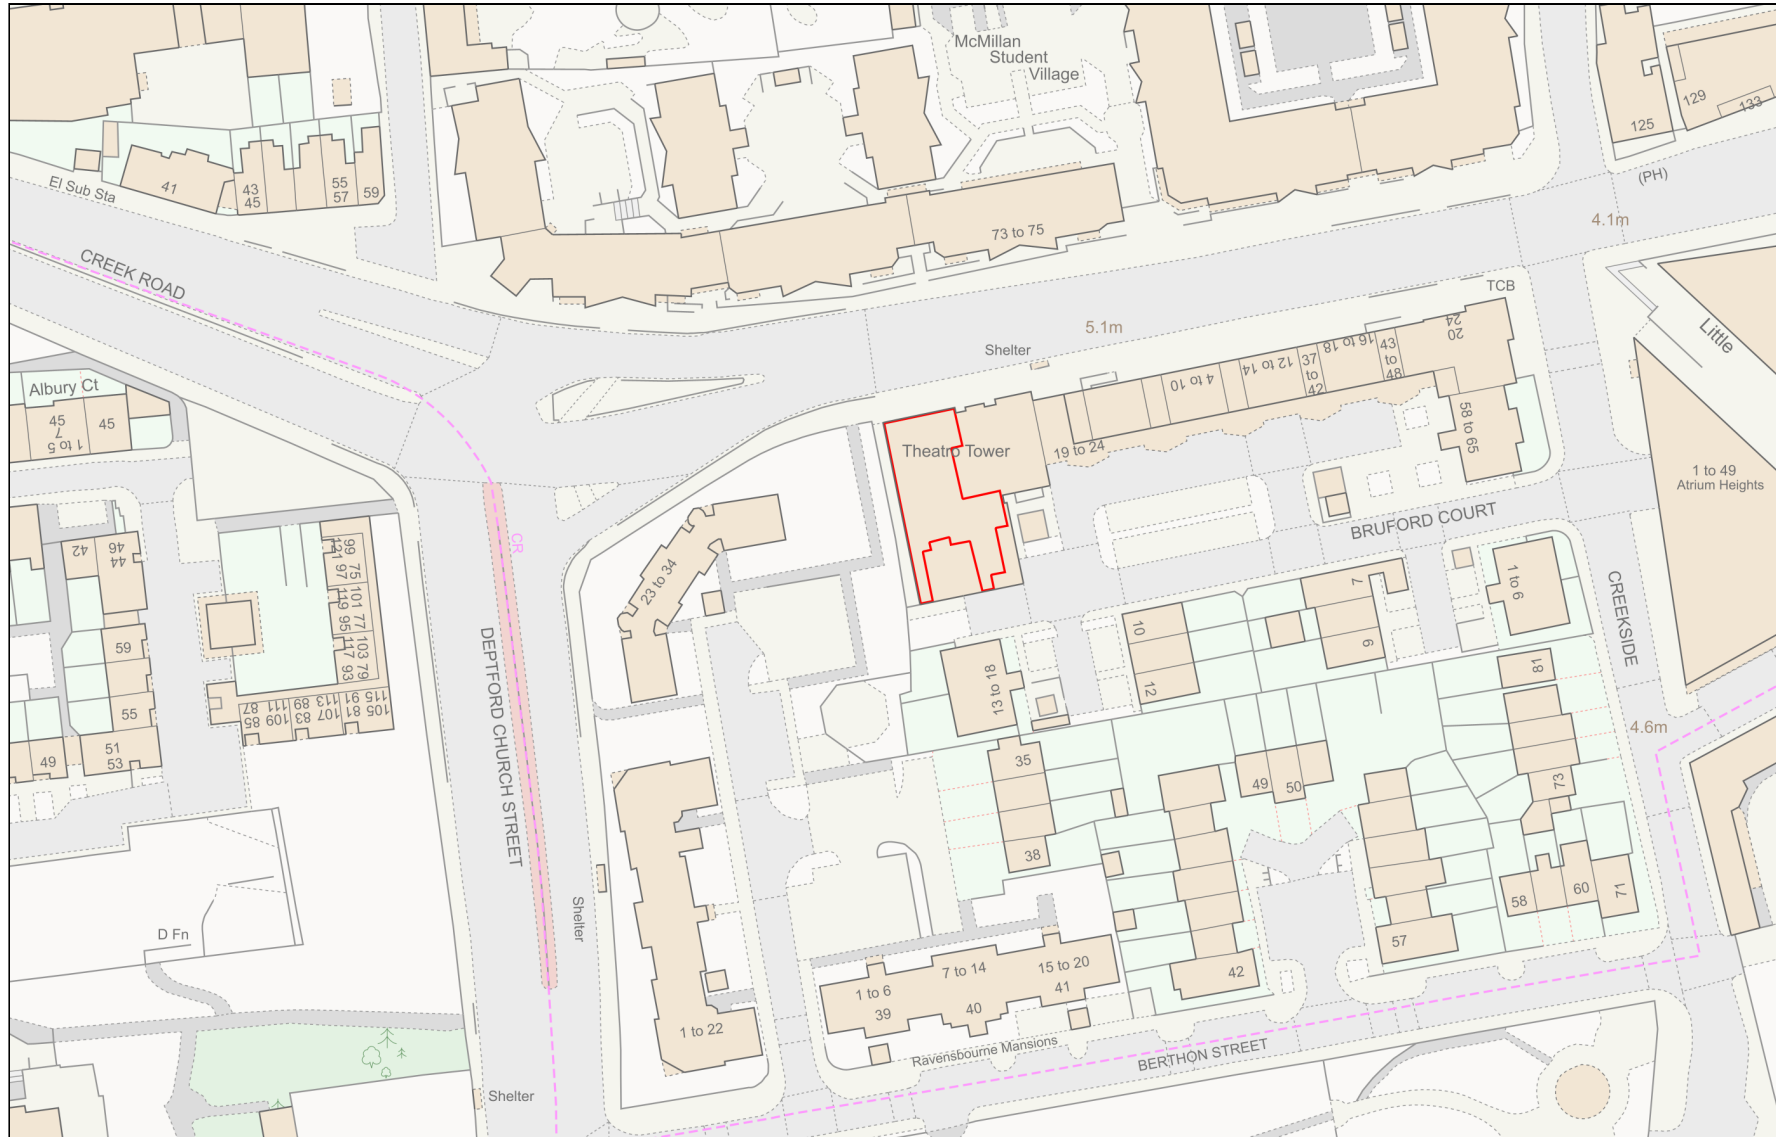 McMillan
Student
Village
129
133
125
(PH)
41
43
45
55
57
59
El Sub Sta
73 to 75
4.1m
CREEK ROAD
TCB
5.1m
20
24
Little
Shelter
43
to
48
16 to 18
37
to
42
12 to 14
4 to 10
Albury Ct
45
1 to 5
7
45
58 to 65
19 to 24
Theatro Tower
1 to 49
Atrium Heights
BRUFORD COURT
CR
42
46
44
99 75
121 97
101 77
119 95
103 79
117 93
23 to 34
7
1 to 6
CREEKSIDE
10
9
12
59
13 to 18
81
55
115 91
105 81
107 83
113 89
109 85
111 87
DEPTFORD CHURCH STREET
4.6m
51
53
49
35
49
50
73
38
58
60
71
Shelter
D Fn
57
7 to 14
15 to 20
1 to 6
41
40
39
42
1 to 22
Ravensbourne Mansions
BERTHON STREET
Shelter